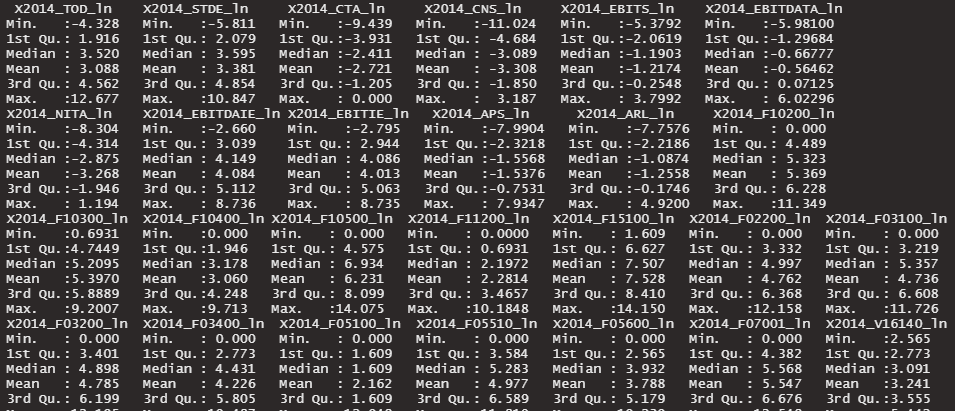 X2014_TOD_ln X2014_STDE_ln X2014_CTA_ln X2014_CNS_ln X2014_EBITS_ln X2014_EBITDATA_ln
Min. :-4.328 Min. :-5.811 Min. :-9.439 Min. :-11.024 Min. :-5.3792 Min. :-5.98100
1st Qu.: 1.916 1st Qu.: 2.079 1st Qu.:-3.931 1st Qu.: -4.684 1st Qu.:-2.0619 1st Qu.:-1.29684
Median : 3.520 Median : 3.595 Median :-2.411 Median : -3.089 Median :-1.1903 Median :-0.66777
Mean : 3.088 Mean : 3.381 Mean :-2.721 Mean : -3.308 Mean :-1.2174 Mean :-0.56462
3rd Qu.: 4.562 3rd Qu.: 4.854 3rd Qu.:-1.205 3rd Qu.: -1.850 3rd Qu.:-0.2548 3rd Qu.: 0.07125
Max. :12.677 Max. :10.847 Max. : 0.000 Max. : 3.187 Max. : 3.7992 Max. : 6.02296
X2014_NITA_ln X2014_EBITDAIE_ln X2014_EBITIE_ln X2014_APS_ln X2014_ARL_ln X2014_F10200_ln
Min. :-8.304 Min. :-2.660 Min. :-2.795 Min. :-7.9904 Min. :-7.7576 Min. : 0.000
1st Qu.:-4.314 1st Qu.: 3.039 1st Qu.: 2.944 1st Qu.:-2.3218 1st Qu.:-2.2186 1st Qu.: 4.489
Median :-2.875 Median : 4.149 Median : 4.086 Median :-1.5568 Median :-1.0874 Median : 5.323
Mean :-3.268 Mean : 4.084 Mean : 4.013 Mean :-1.5376 Mean :-1.2558 Mean : 5.369
3rd Qu.:-1.946 3rd Qu.: 5.112 3rd Qu.: 5.063 3rd Qu.:-0.7531 3rd Qu.:-0.1746 3rd Qu.: 6.228
Max. : 1.194 Max. : 8.736 Max. : 8.735 Max. : 7.9347 Max. : 4.9200 Max. :11.349
X2014_F10300_ln X2014_F10400_ln X2014_F10500_ln X2014_F11200_ln X2014_F15100_ln X2014_F02200_ln X2014_F03100_ln
Min. :0.6931 Min. :0.000 Min. : 0.000 Min. : 0.0000 Min. : 1.609 Min. : 0.000 Min. : 0.000
1st Qu.:4.7449 1st Qu.:1.946 1st Qu.: 4.575 1st Qu.: 0.6931 1st Qu.: 6.627 1st Qu.: 3.332 1st Qu.: 3.219
Median :5.2095 Median :3.178 Median : 6.934 Median : 2.1972 Median : 7.507 Median : 4.997 Median : 5.357
Mean :5.3970 Mean :3.060 Mean : 6.231 Mean : 2.2814 Mean : 7.528 Mean : 4.762 Mean : 4.736
3rd Qu.:5.8889 3rd Qu.:4.248 3rd Qu.: 8.099 3rd Qu.: 3.4657 3rd Qu.: 8.410 3rd Qu.: 6.368 3rd Qu.: 6.608
Max. :9.2007 Max. :9.713 Max. :14.075 Max. :10.1848 Max. :14.150 Max. :12.158 Max. :11.726
X2014_F03200_ln X2014_F03400_ln X2014_F05100_ln X2014_F05510_ln X2014_F05600_ln X2014_F07001_ln X2014_V16140_ln
Min. : 0.000 Min. : 0.000 Min. : 0.000 Min. : 0.000 Min. : 0.000 Min. : 0.000 Min. :2.565
1st Qu.: 3.401 1st Qu.: 2.773 1st Qu.: 1.609 1st Qu.: 3.584 1st Qu.: 2.565 1st Qu.: 4.382 1st Qu.:2.773
Median : 4.898 Median : 4.431 Median : 1.609 Median : 5.283 Median : 3.932 Median : 5.568 Median :3.091
Mean : 4.785 Mean : 4.226 Mean : 2.162 Mean : 4.977 Mean : 3.788 Mean : 5.547 Mean :3.241
3rd Qu.: 6.199 3rd Qu.: 5.805 3rd Qu.: 1.609 3rd Qu.: 6.589 3rd Qu.: 5.179 3rd Qu.: 6.676 3rd Qu.:3.555